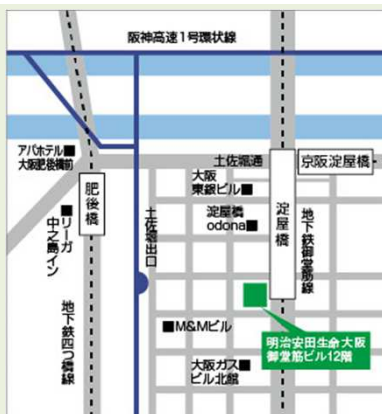 阪神高速1号環状線
アパホテル■
大阪肥後橋前
土佐堀通
京阪淀屋橋
大阪
東銀ビル■
肥後橋
■リーガ
中之島イン
土佐堀出口
淀屋橋
odona■
淀屋橋
地下鉄御堂筋線
■M&Mビル
明治安田生命大阪
御堂筋ビル12階
地下鉄四つ橋線
大阪ガス■
ビル北館